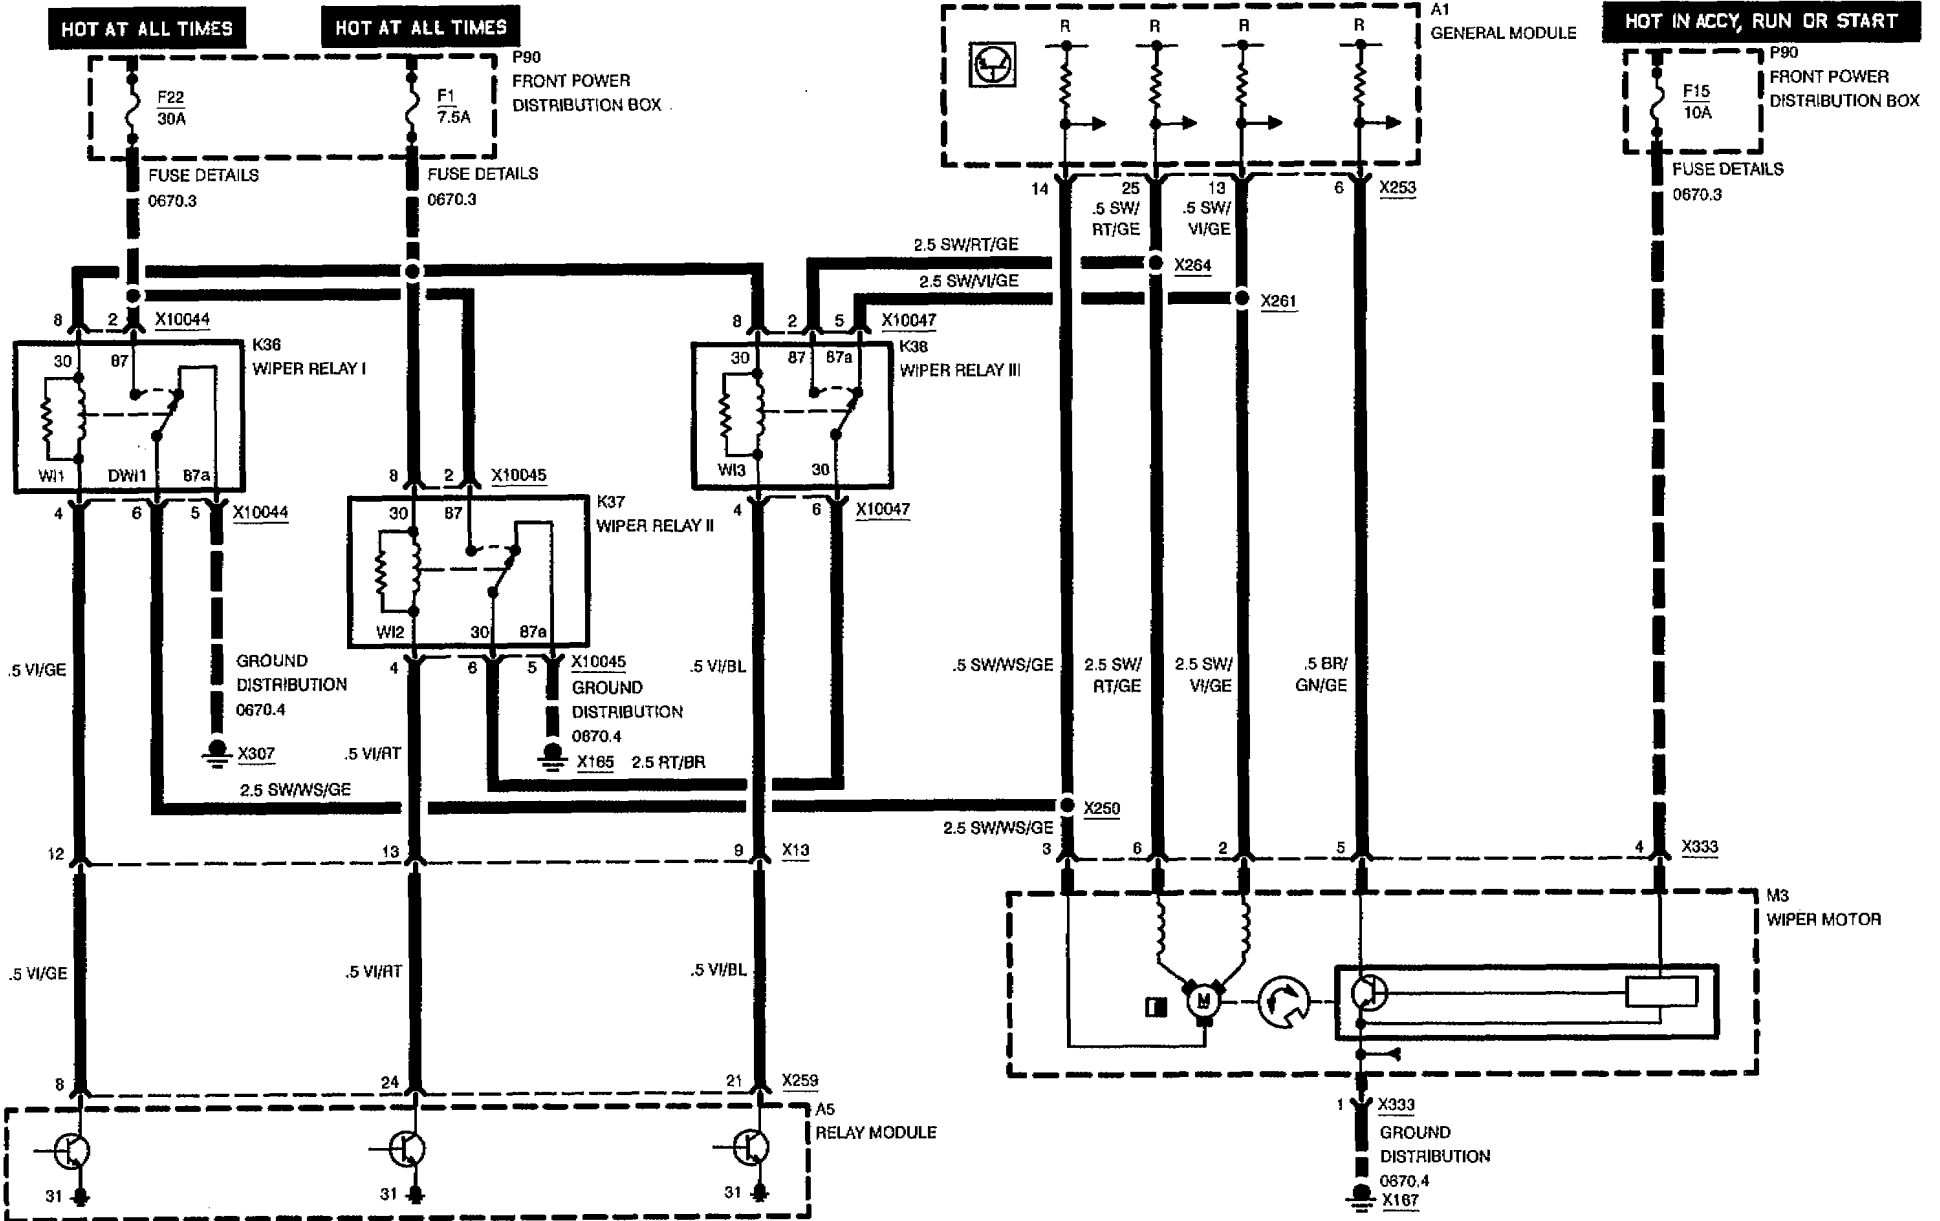 HOT AT ALL TIMES
HOT AT ALL TIMES
A1
GENERAL MODULE
HOT IN ACCY, RUN OR START
P90
FRONT POWER
DISTRIBUTION BOX
F22
30A
F1
7.5A
R
R
R
R
P90
FRONT POWER
DISTRIBUTION BOX
F15
10A
FUSE DETAILS
0670.3
FUSE DETAILS
0670.3
FUSE DETAILS
0670.3
14
25
13
6
X253
.5 SW/
RT/GE
.5 SW/
VI/GE
2.5 SW/RT/GE
X264
2.5 SW/VI/GE
X261
8
2
X10044
8
2
5
X10047
K36
WIPER RELAY I
30
87
WI1
DWI1
87a
K38
WIPER RELAY III
30
87
87a
WI3
30
4
6
5
X10044
8
2
X10045
4
6
X10047
K37
WIPER RELAY II
30
87
WI2
30
87a
4
6
5
X10045
GROUND
DISTRIBUTION
0670.4
X307
GROUND
DISTRIBUTION
0670.4
X165
.5 VI/GE
.5 VI/BL
.5 SW/WS/GE
2.5 SW/
RT/GE
2.5 SW/
VI/GE
.5 BR/
GN/GE
.5 VI/RT
2.5 RT/BR
2.5 SW/WS/GE
X250
2.5 SW/WS/GE
12
13
9
X13
3
6
2
5
4
X333
M3
WIPER MOTOR
M
.5 VI/GE
.5 VI/RT
.5 VI/BL
8
24
21
X259
A5
RELAY MODULE
31
31
31
1
X333
GROUND
DISTRIBUTION
0670.4
X167